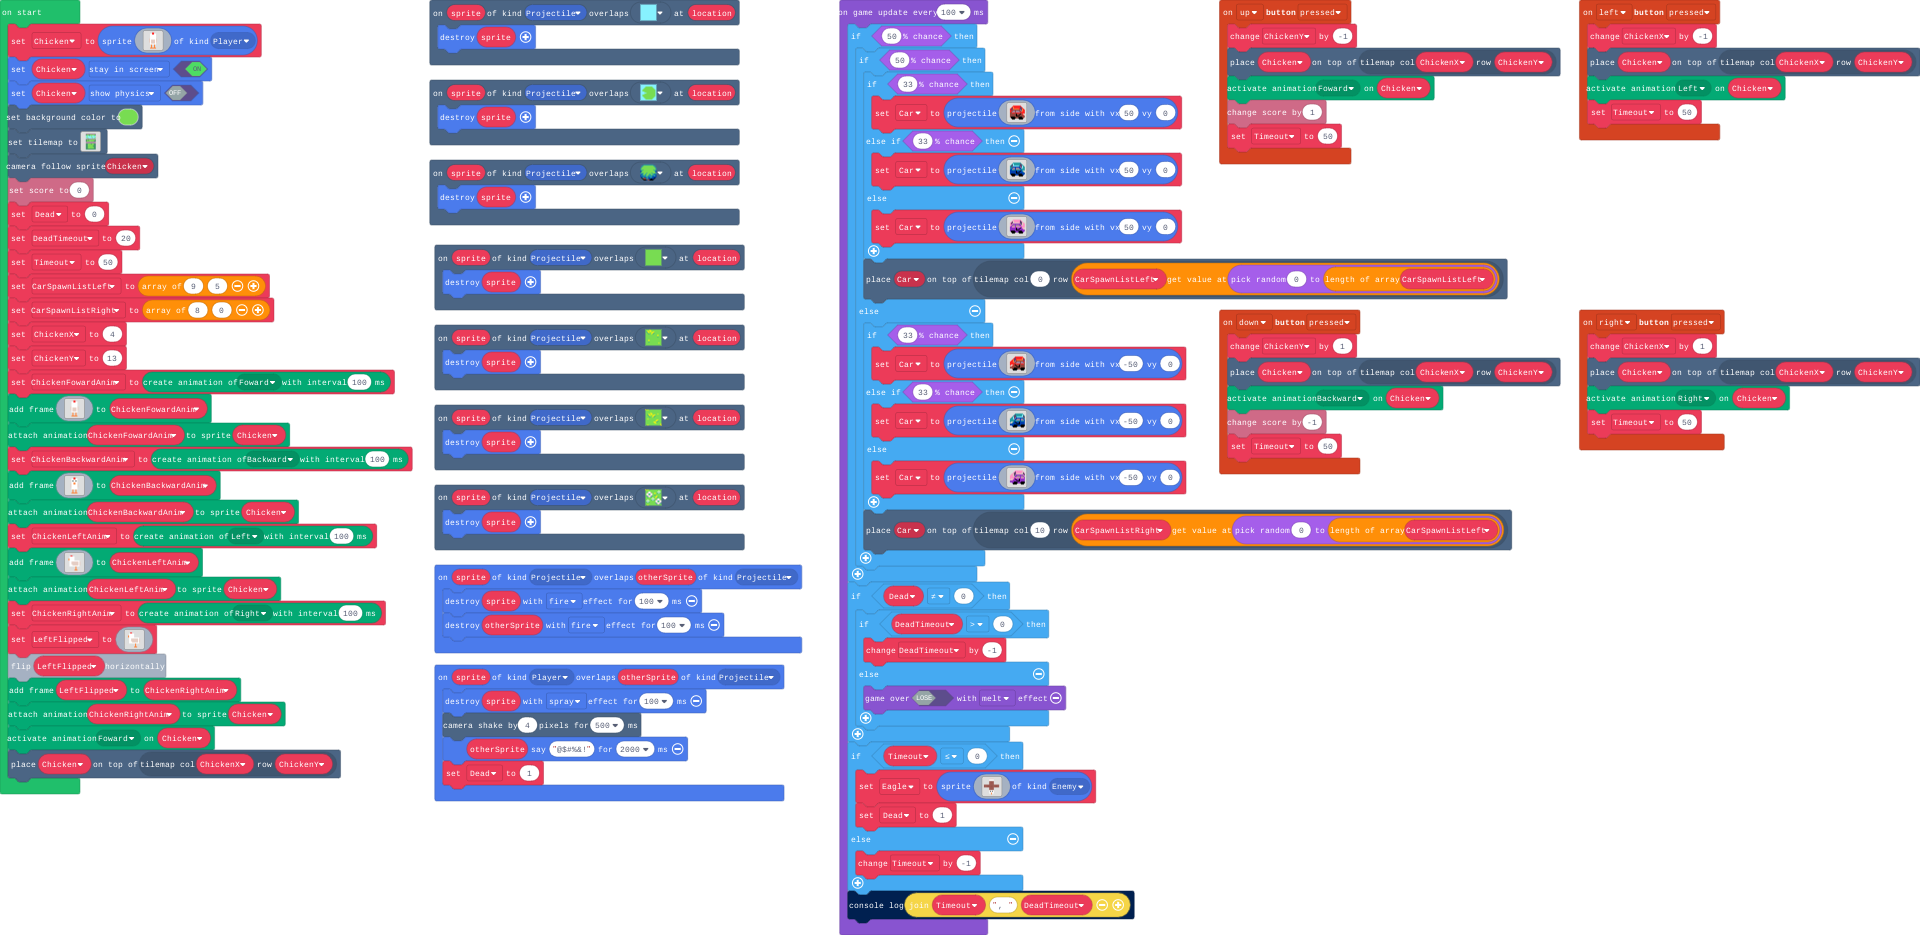 on start
set Chicken to sprite of kind Player
set Chicken stay in screen ON
set Chicken show physics OFF
set background color to
set tilemap to
camera follow sprite Chicken
set score to 0
set Dead to 0
set DeadTimeout to 20
set Timeout to 50
set CarSpawnListLeft to array of 9 5
set CarSpawnListRight to array of 8 0
set ChickenX to 4
set ChickenY to 13
set ChickenFowardAnim to create animation of Foward with interval 100 ms
add frame to ChickenFowardAnim
attach animation ChickenFowardAnim to sprite Chicken
set ChickenBackwardAnim to create animation of Backward with interval 100 ms
add frame to ChickenBackwardAnim
attach animation ChickenBackwardAnim to sprite Chicken
set ChickenLeftAnim to create animation of Left with interval 100 ms
add frame to ChickenLeftAnim
attach animation ChickenLeftAnim to sprite Chicken
set ChickenRightAnim to create animation of Right with interval 100 ms
set LeftFlipped to
flip LeftFlipped horizontally
add frame LeftFlipped to ChickenRightAnim
attach animation ChickenRightAnim to sprite Chicken
activate animation Foward on Chicken
place Chicken on top of tilemap col ChickenX row ChickenY
on sprite of kind Projectile overlaps at location
destroy sprite
on sprite of kind Projectile overlaps at location
destroy sprite
on sprite of kind Projectile overlaps at location
destroy sprite
on sprite of kind Projectile overlaps at location
destroy sprite
on sprite of kind Projectile overlaps at location
destroy sprite
on sprite of kind Projectile overlaps at location
destroy sprite
on sprite of kind Projectile overlaps at location
destroy sprite
on sprite of kind Projectile overlaps otherSprite of kind Projectile
destroy sprite with fire effect for 100 ms
destroy otherSprite with fire effect for 100 ms
on sprite of kind Player overlaps otherSprite of kind Projectile
destroy sprite with spray effect for 100 ms
camera shake by 4 pixels for 500 ms
otherSprite say "@$#%&!" for 2000 ms
set Dead to 1
on game update every 100 ms
if 50 % chance then
if 50 % chance then
if 33 % chance then
set Car to projectile from side with vx 50 vy 0
else if 33 % chance then
set Car to projectile from side with vx 50 vy 0
else
set Car to projectile from side with vx 50 vy 0
place Car on top of tilemap col 0 row CarSpawnListLeft get value at pick random 0 to length of array CarSpawnListLeft
else
if 33 % chance then
set Car to projectile from side with vx -50 vy 0
else if 33 % chance then
set Car to projectile from side with vx -50 vy 0
else
set Car to projectile from side with vx -50 vy 0
place Car on top of tilemap col 10 row CarSpawnListRight get value at pick random 0 to length of array CarSpawnListLeft
if Dead ≠ 0 then
if DeadTimeout > 0 then
change DeadTimeout by -1
else
game over LOSE with melt effect
if Timeout ≤ 0 then
set Eagle to sprite of kind Enemy
set Dead to 1
else
change Timeout by -1
console log join Timeout ", " DeadTimeout
on up button pressed
change ChickenY by -1
place Chicken on top of tilemap col ChickenX row ChickenY
activate animation Foward on Chicken
change score by 1
set Timeout to 50
on left button pressed
change ChickenX by -1
place Chicken on top of tilemap col ChickenX row ChickenY
activate animation Left on Chicken
set Timeout to 50
on down button pressed
change ChickenY by 1
place Chicken on top of tilemap col ChickenX row ChickenY
activate animation Backward on Chicken
change score by -1
set Timeout to 50
on right button pressed
change ChickenX by 1
place Chicken on top of tilemap col ChickenX row ChickenY
activate animation Right on Chicken
set Timeout to 50